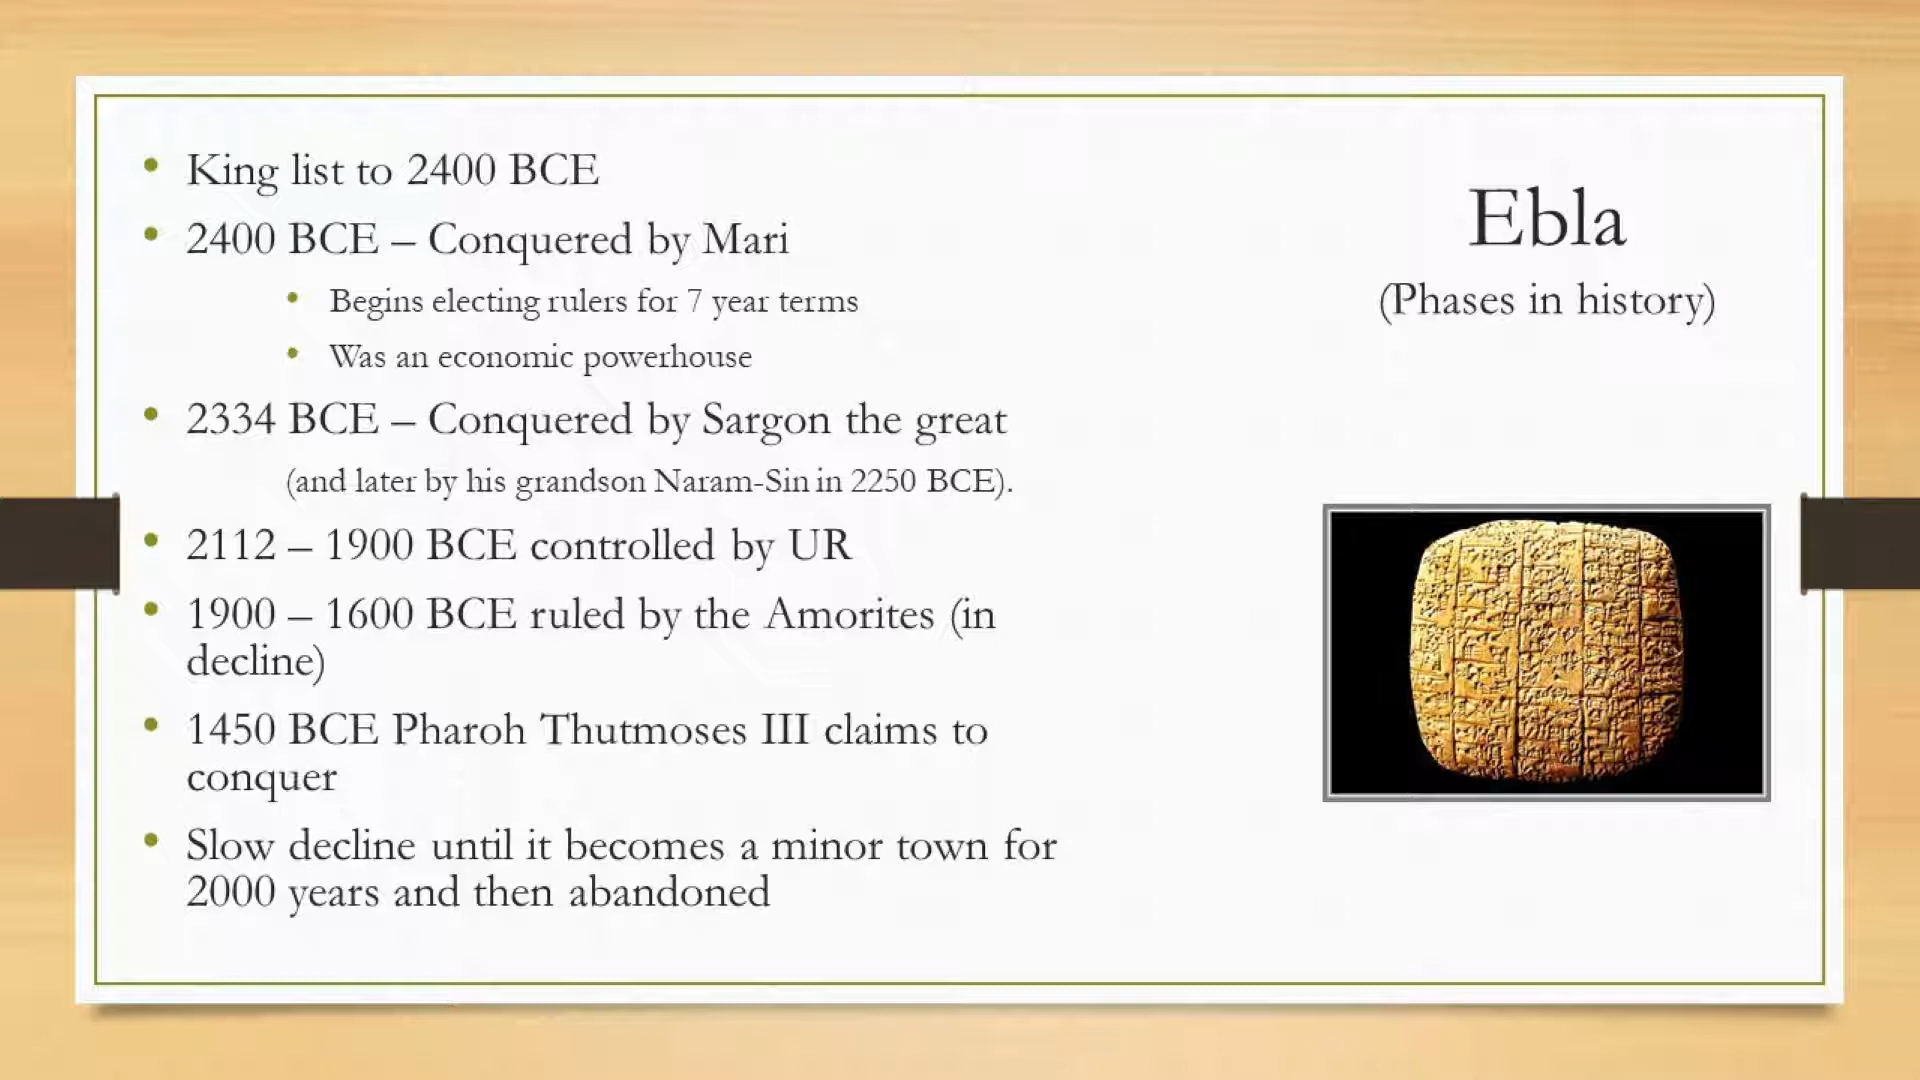 Ebla
(Phases in history)
• King list to 2400 BCE
• 2400 BCE – Conquered by Mari
• Begins electing rulers for 7 year terms
• Was an economic powerhouse
• 2334 BCE – Conquered by Sargon the great
(and later by his grandson Naram-Sin in 2250 BCE).
• 2112 – 1900 BCE controlled by UR
• 1900 – 1600 BCE ruled by the Amorites (in
decline)
• 1450 BCE Pharoh Thutmoses III claims to
conquer
• Slow decline until it becomes a minor town for
2000 years and then abandoned